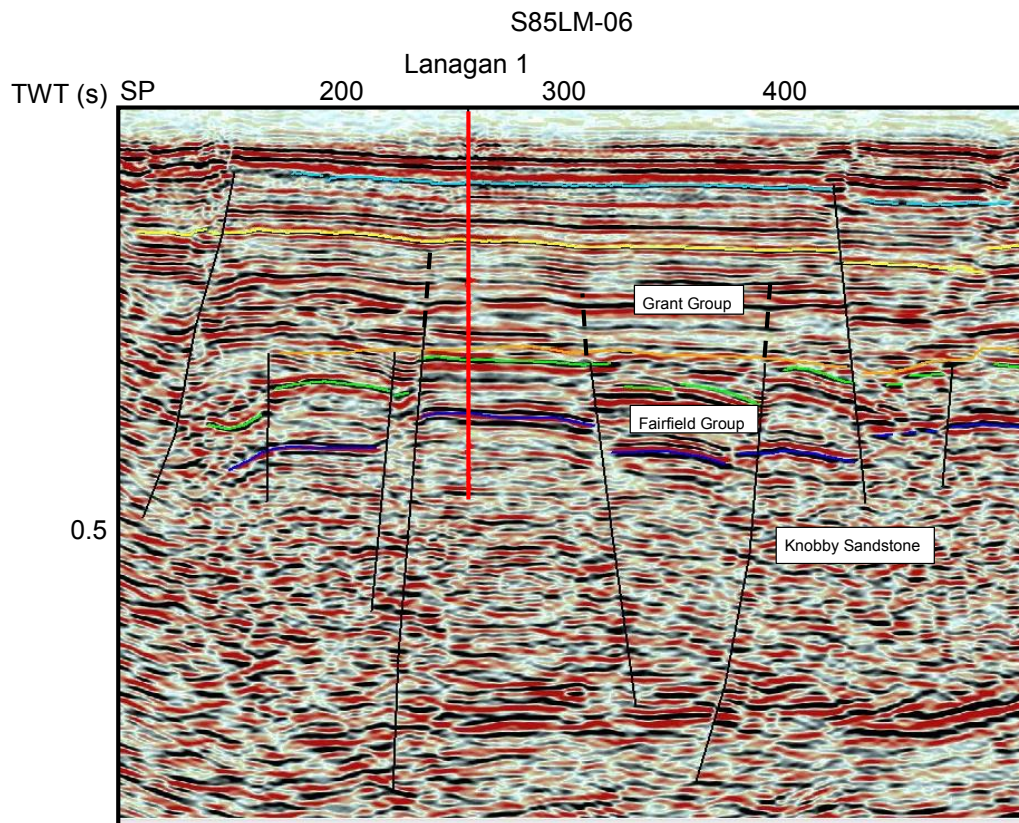 S85LM-06
Lanagan 1
TWT (s) SP 200 300 400
Grant Group
Fairfield Group
0.5
Knobby Sandstone